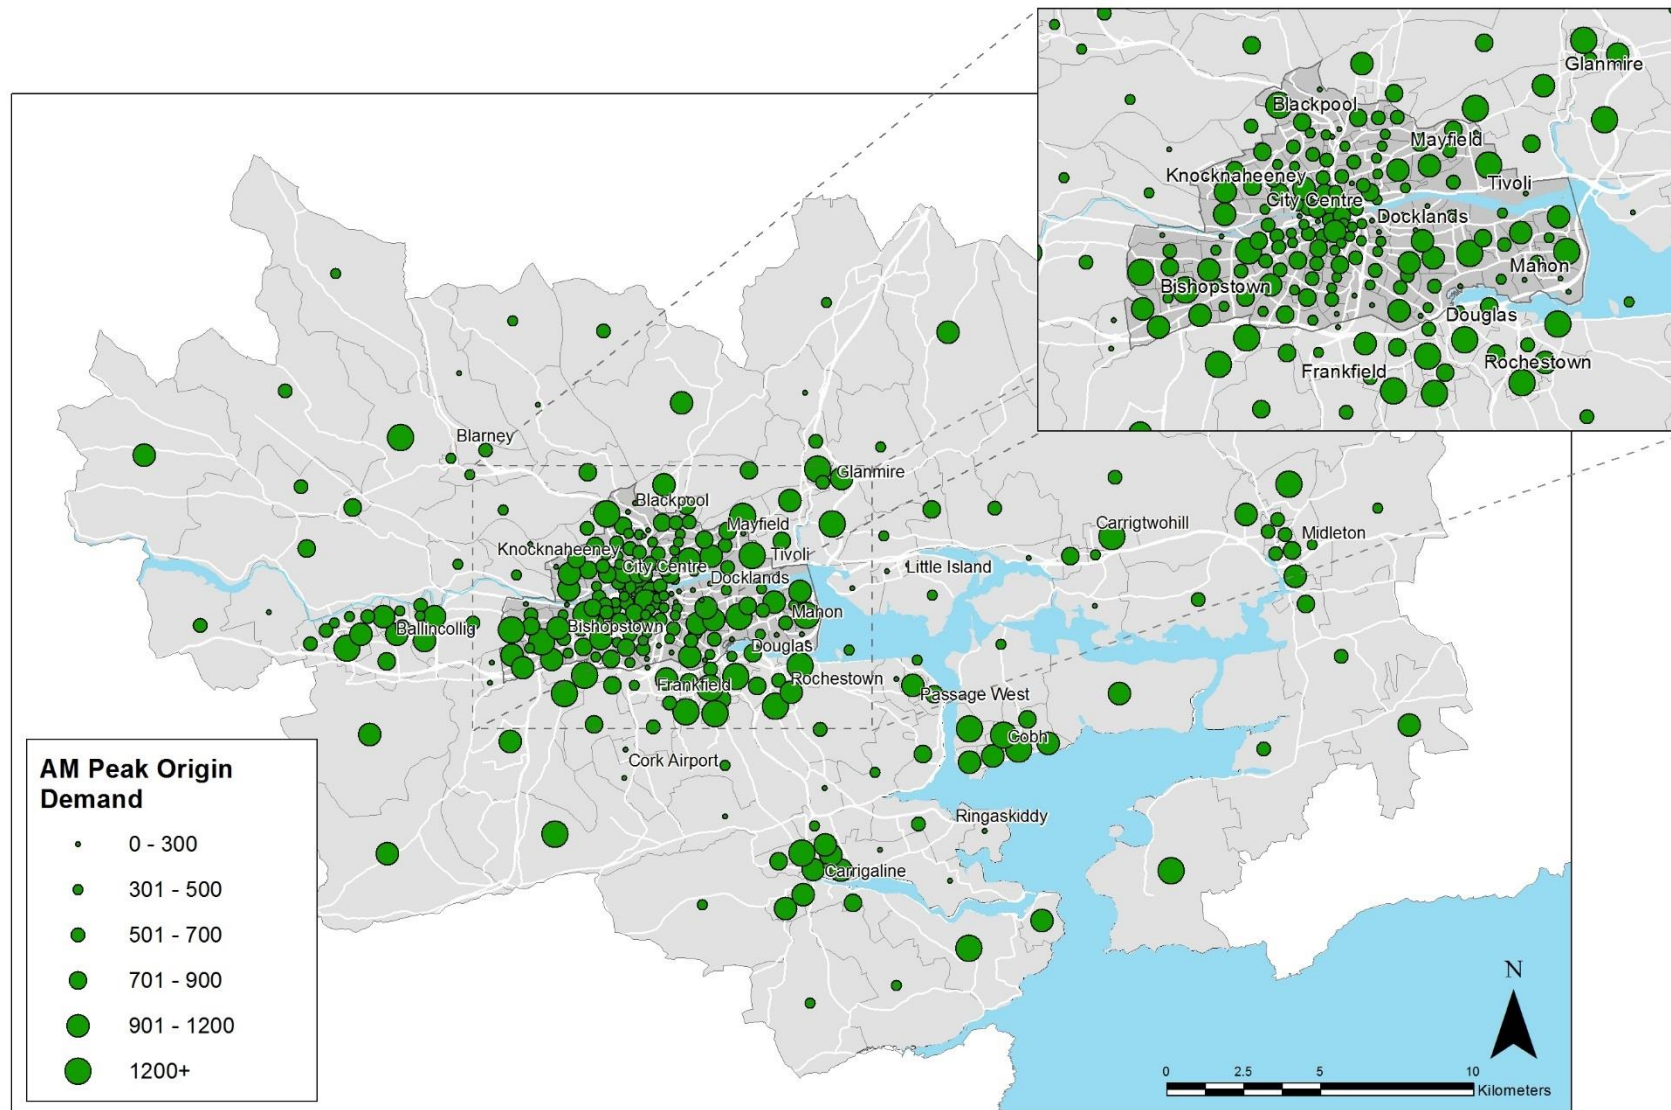 Glanmire
Blackpool
Mayfield
Knocknaheeney
Tivoli
City Centre
Docklands
Mahon
Bishopstown
Douglas
Rochestown
Frankfield
Blarney
Glanmire
Blackpool
Carrigtwohill
Mayfield
Midleton
Knocknaheeney
Tivoli
City Centre
Little Island
Docklands
Mahon
Ballincollig
Bishopstown
Douglas
Rochestown
Frankfield
Passage West
Cobh
Cork Airport
Ringaskiddy
Carrigaline
AM Peak Origin
Demand
0 - 300
301 - 500
501 - 700
701 - 900
901 - 1200
1200+
N
0 2.5 5 10
Kilometers